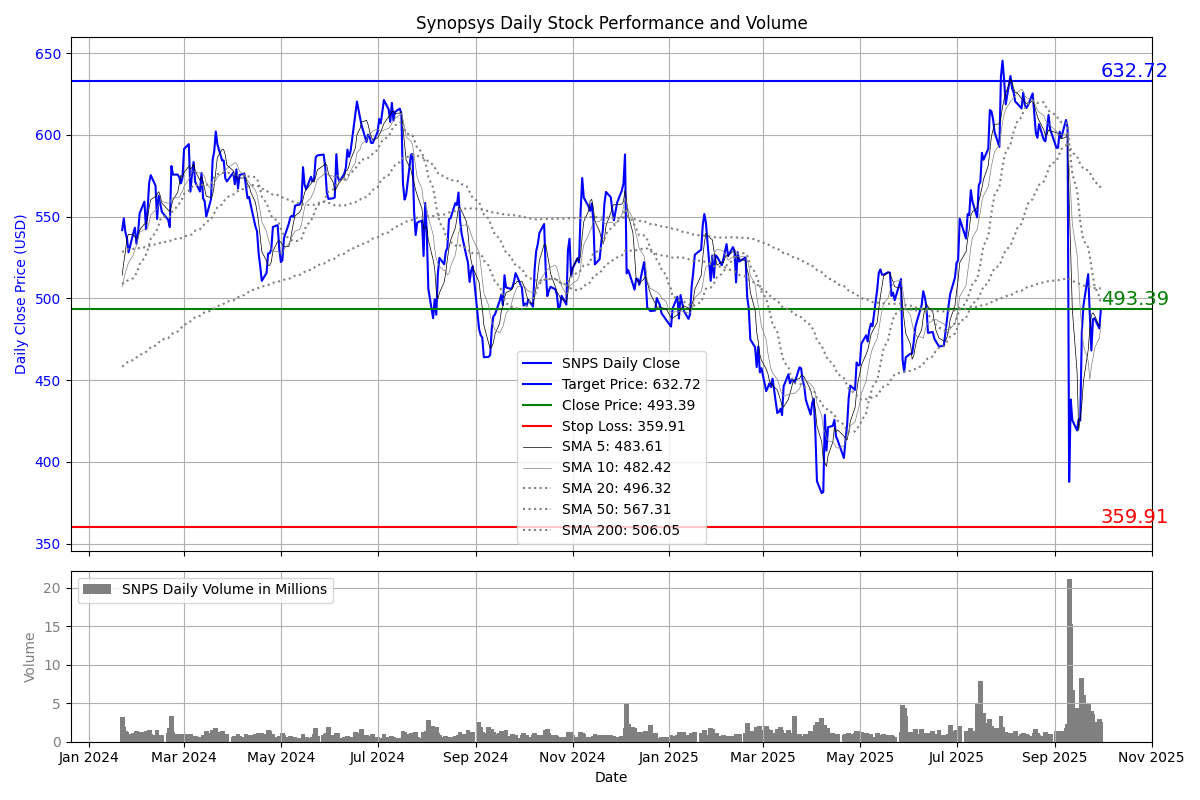 Synopsys Daily Stock Performance and Volume
Daily Close Price (USD)
650
600
550
500
450
400
350
632.72
493.39
359.91
SNPS Daily Close
Target Price: 632.72
Close Price: 493.39
Stop Loss: 359.91
SMA 5: 483.61
SMA 10: 482.42
SMA 20: 496.32
SMA 50: 567.31
SMA 200: 506.05
Volume
20
15
10
5
0
SNPS Daily Volume in Millions
Jan 2024 Mar 2024 May 2024 Jul 2024 Sep 2024 Nov 2024 Jan 2025 Mar 2025 May 2025 Jul 2025 Sep 2025 Nov 2025
Date